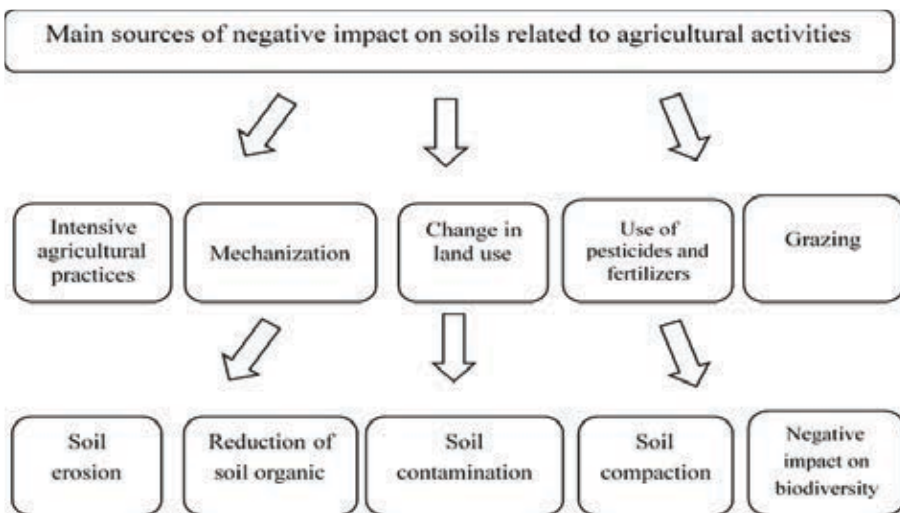 Main sources of negative impact on soils related to agricultural activities
Intensive
agricultural
practices
Mechanization
Change in
land use
Use of
pesticides and
fertilizers
Grazing
Soil
erosion
Reduction of
soil organic
Soil
contamination
Soil
compaction
Negative
impact on
biodiversity